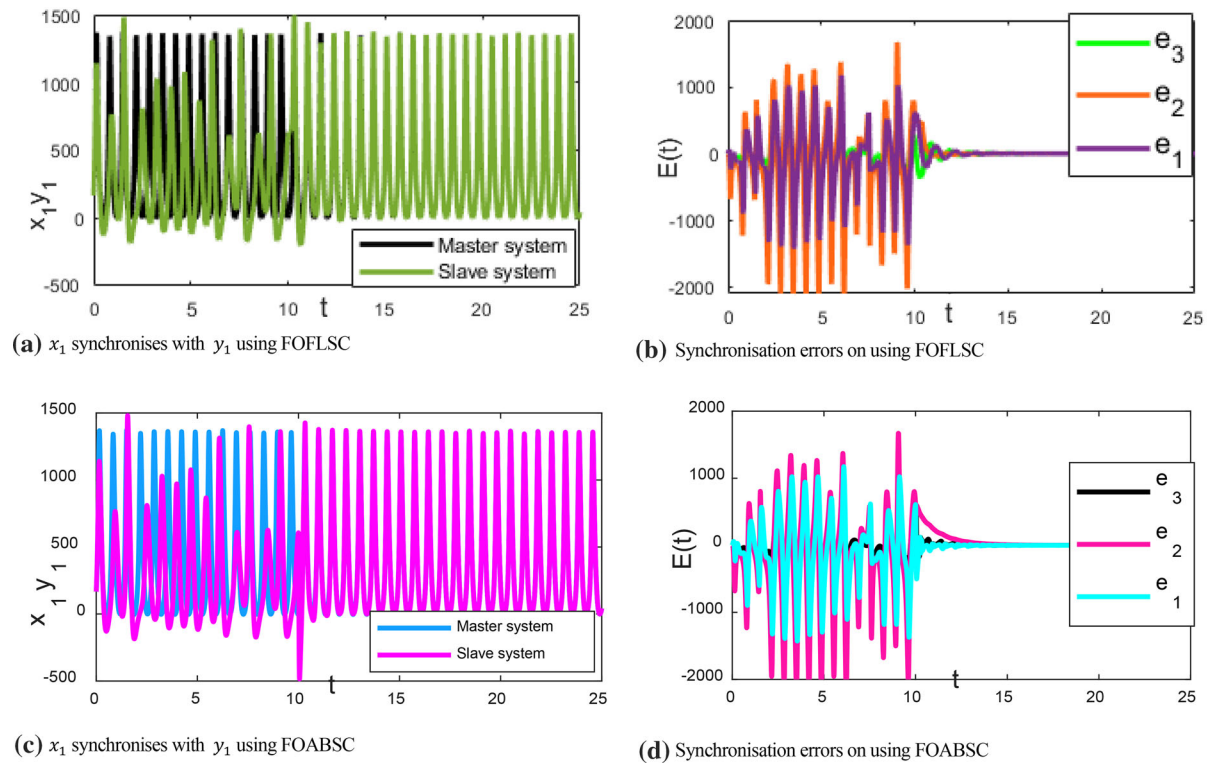 1500
1000
500
0
-500
x1y1
0
5
10
15
20
25
t
Master system
Slave system
(a) x1 synchronises with y1 using FOFLSC
2000
1000
0
-1000
-2000
E(t)
0
5
10
15
20
25
t
e3
e2
e1
(b) Synchronisation errors on using FOFLSC
1500
1000
500
0
-500
x1 y1
0
5
10
15
20
25
t
Master system
Slave system
(c) x1 synchronises with y1 using FOABSC
2000
1000
0
-1000
-2000
E(t)
0
5
10
15
20
25
t
e3
e2
e1
(d) Synchronisation errors on using FOABSC